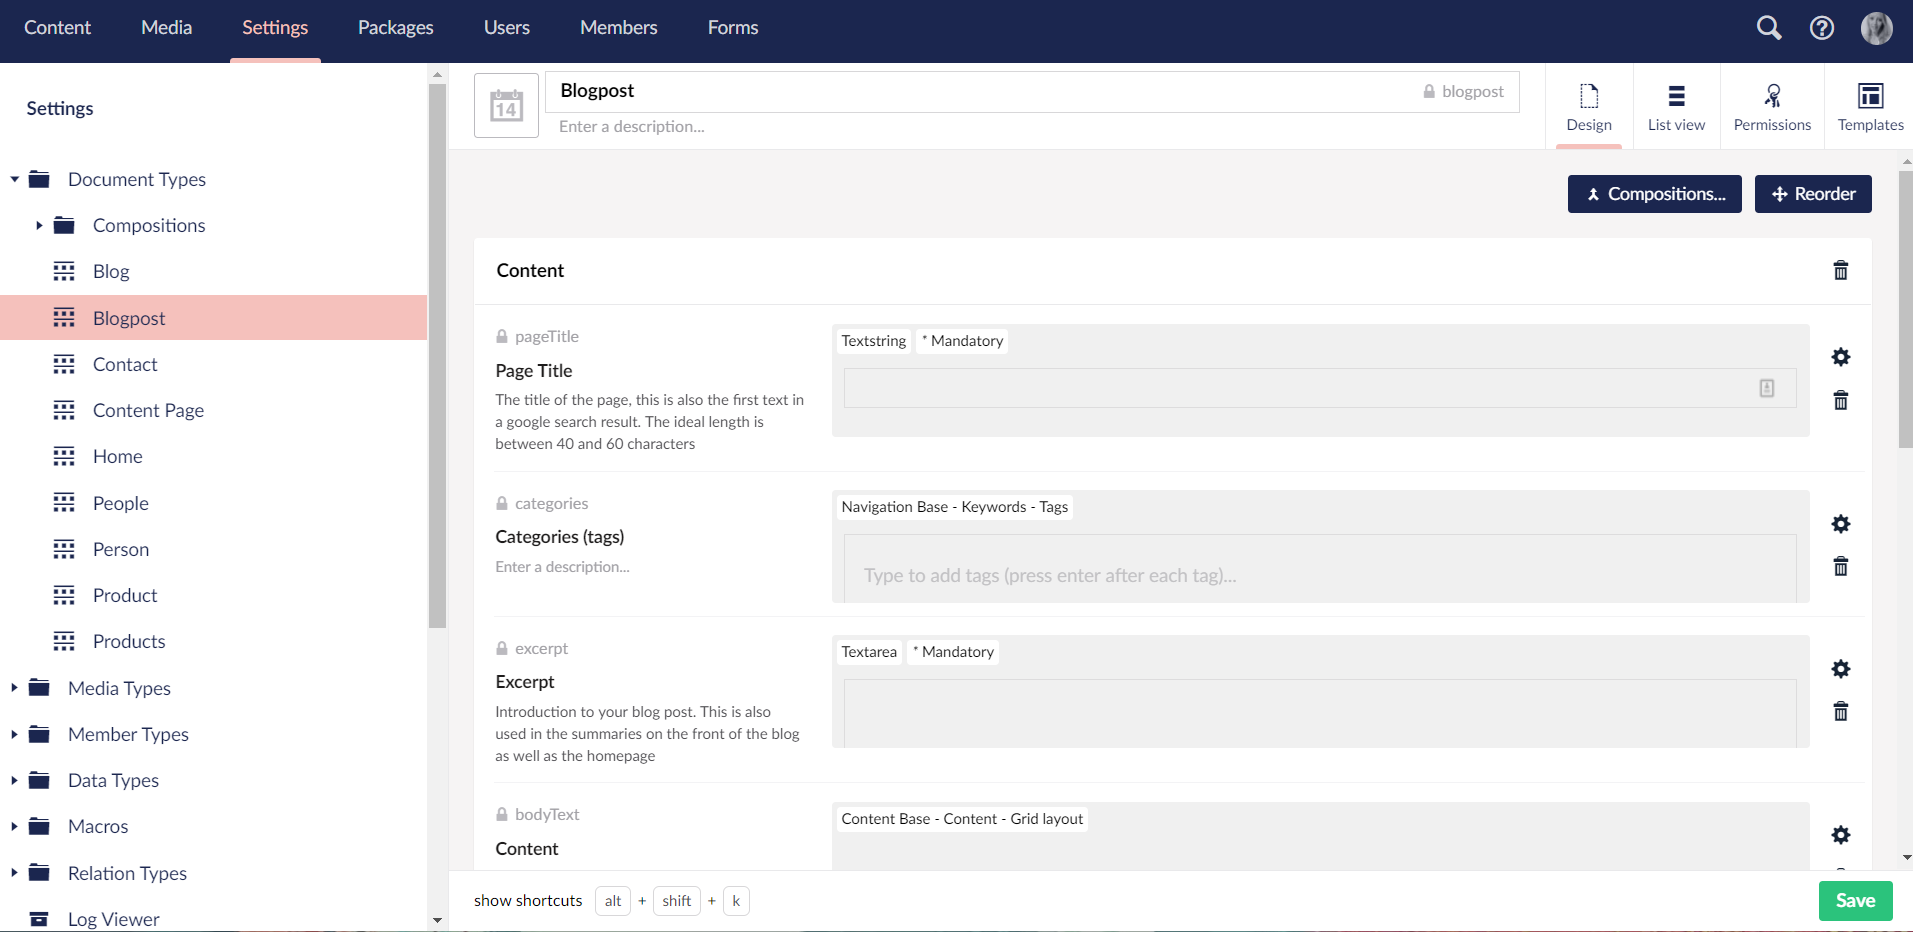 Content Media Settings Packages Users Members Forms
Settings
Document Types
Compositions
Blog
Blogpost
Contact
Content Page
Home
People
Person
Product
Products
Media Types
Member Types
Data Types
Macros
Relation Types
Log Viewer
14
Blogpost
blogpost
Enter a description...
Design
List view
Permissions
Templates
Compositions...
Reorder
Content
pageTitle
Page Title
The title of the page, this is also the first text in
a google search result. The ideal length is
between 40 and 60 characters
Textstring * Mandatory
categories
Categories (tags)
Enter a description...
Navigation Base - Keywords - Tags
Type to add tags (press enter after each tag)...
excerpt
Excerpt
Introduction to your blog post. This is also
used in the summaries on the front of the blog
as well as the homepage
Textarea * Mandatory
bodyText
Content
Content Base - Content - Grid layout
show shortcuts alt + shift + k
Save